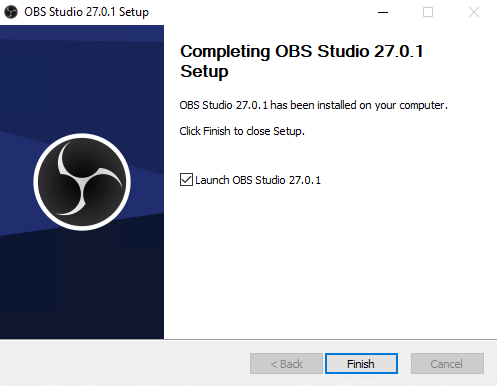 OBS Studio 27.0.1 Setup
Completing OBS Studio 27.0.1
Setup
OBS Studio 27.0.1 has been installed on your computer.
Click Finish to close Setup.
Launch OBS Studio 27.0.1
< Back
Finish
Cancel